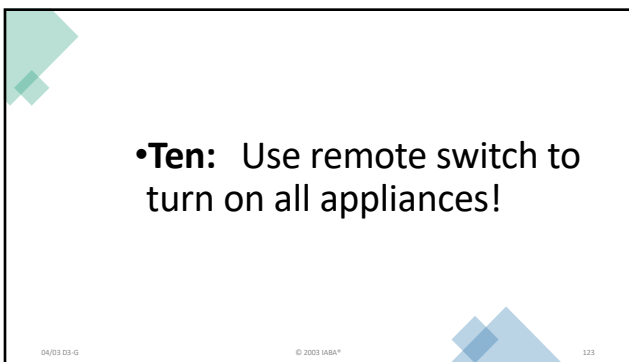 •Ten: Use remote switch to
turn on all appliances!
04/03 D3-G © 2003 IABA® 123